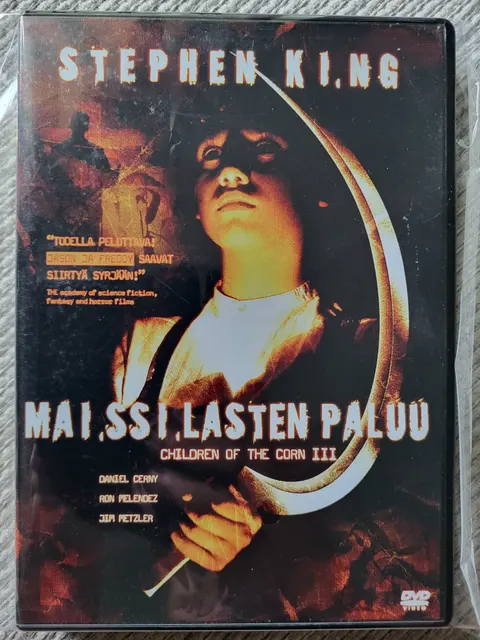 STEPHEN KING
"TODELLA PELOTTAVA!
JASON JA FREDDY SAAVAT
SIIRTYÄ SYRJÄÄN!"
THE academy of science fiction,
fantasy and horror films
MAISSILASTEN PALUU
CHILDREN OF THE CORN III
DANIEL CERNY
RON MELENDEZ
JIM METZLER
DVD
VIDEO